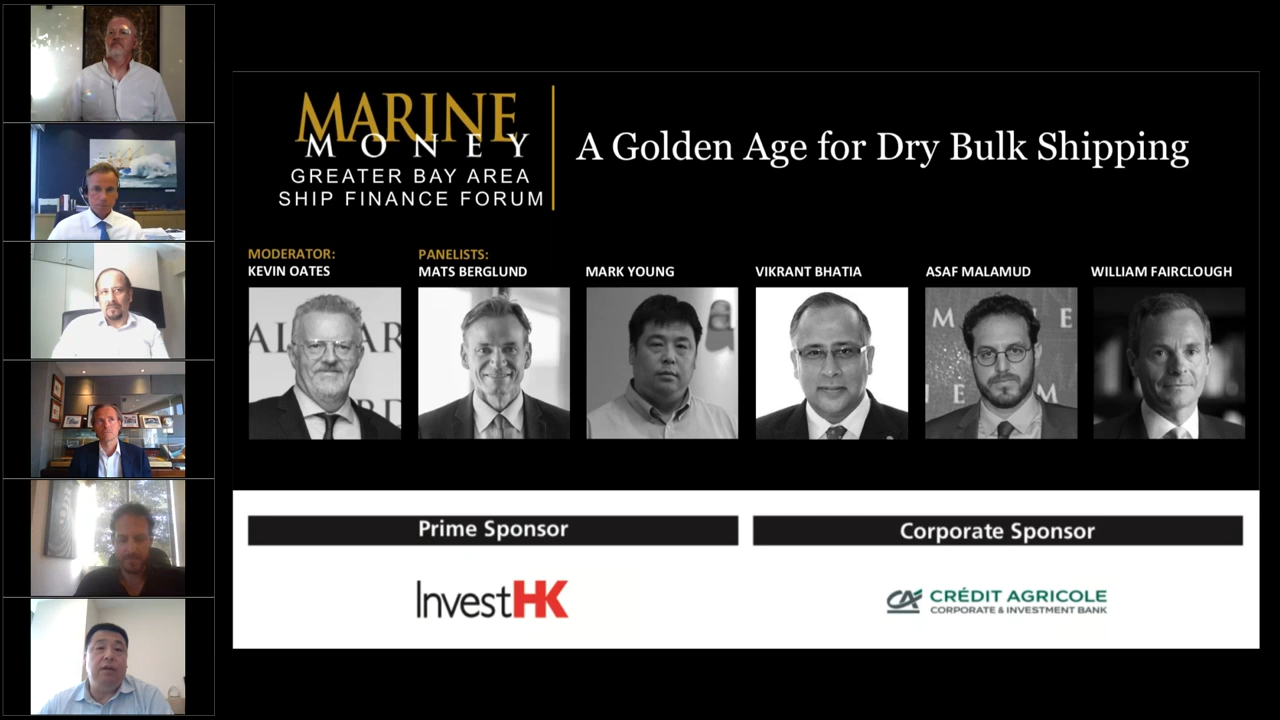 MARINE
MONEY
GREATER BAY AREA
SHIP FINANCE FORUM
A Golden Age for Dry Bulk Shipping
MODERATOR:
KEVIN OATES
PANELISTS:
MATS BERGLUND
MARK YOUNG
VIKRANT BHATIA
ASAF MALAMUD
WILLIAM FAIRCLOUGH
Prime Sponsor
InvestHK
Corporate Sponsor
CRÉDIT AGRICOLE
CORPORATE & INVESTMENT BANK